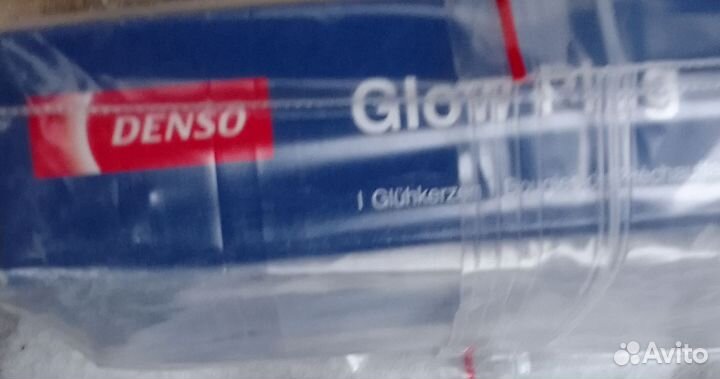 DENSO
Glow Plug
| Glühkerzen
Avito